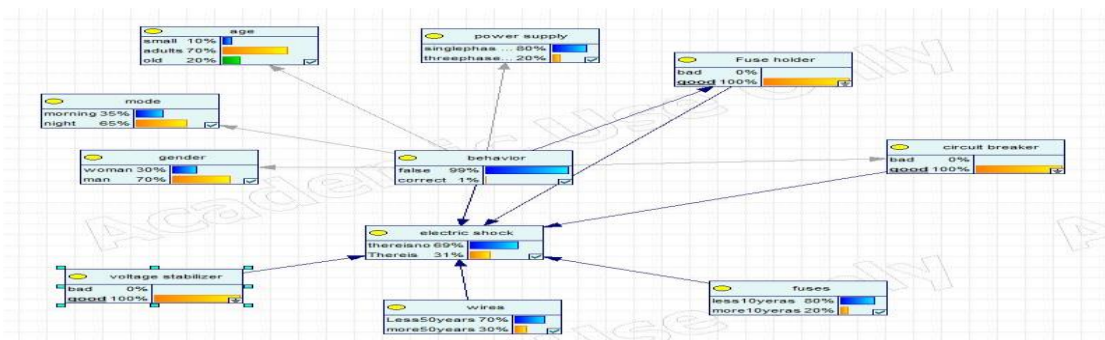 age
small 10%
adults 70%
old 20%
power supply
singlephas ... 80%
threephase... 20%
Fuse holder
bad 0%
good 100%
mode
morning 35%
night 65%
gender
woman 30%
man 70%
behavior
false 99%
correct 1%
circuit breaker
bad 0%
good 100%
electric shock
thereisno 69%
Thereis 31%
voltage stabilizer
bad 0%
good 100%
wires
Less50years 70%
more50years 30%
fuses
less10yeras 80%
more10yeras 20%
Academic Use Only